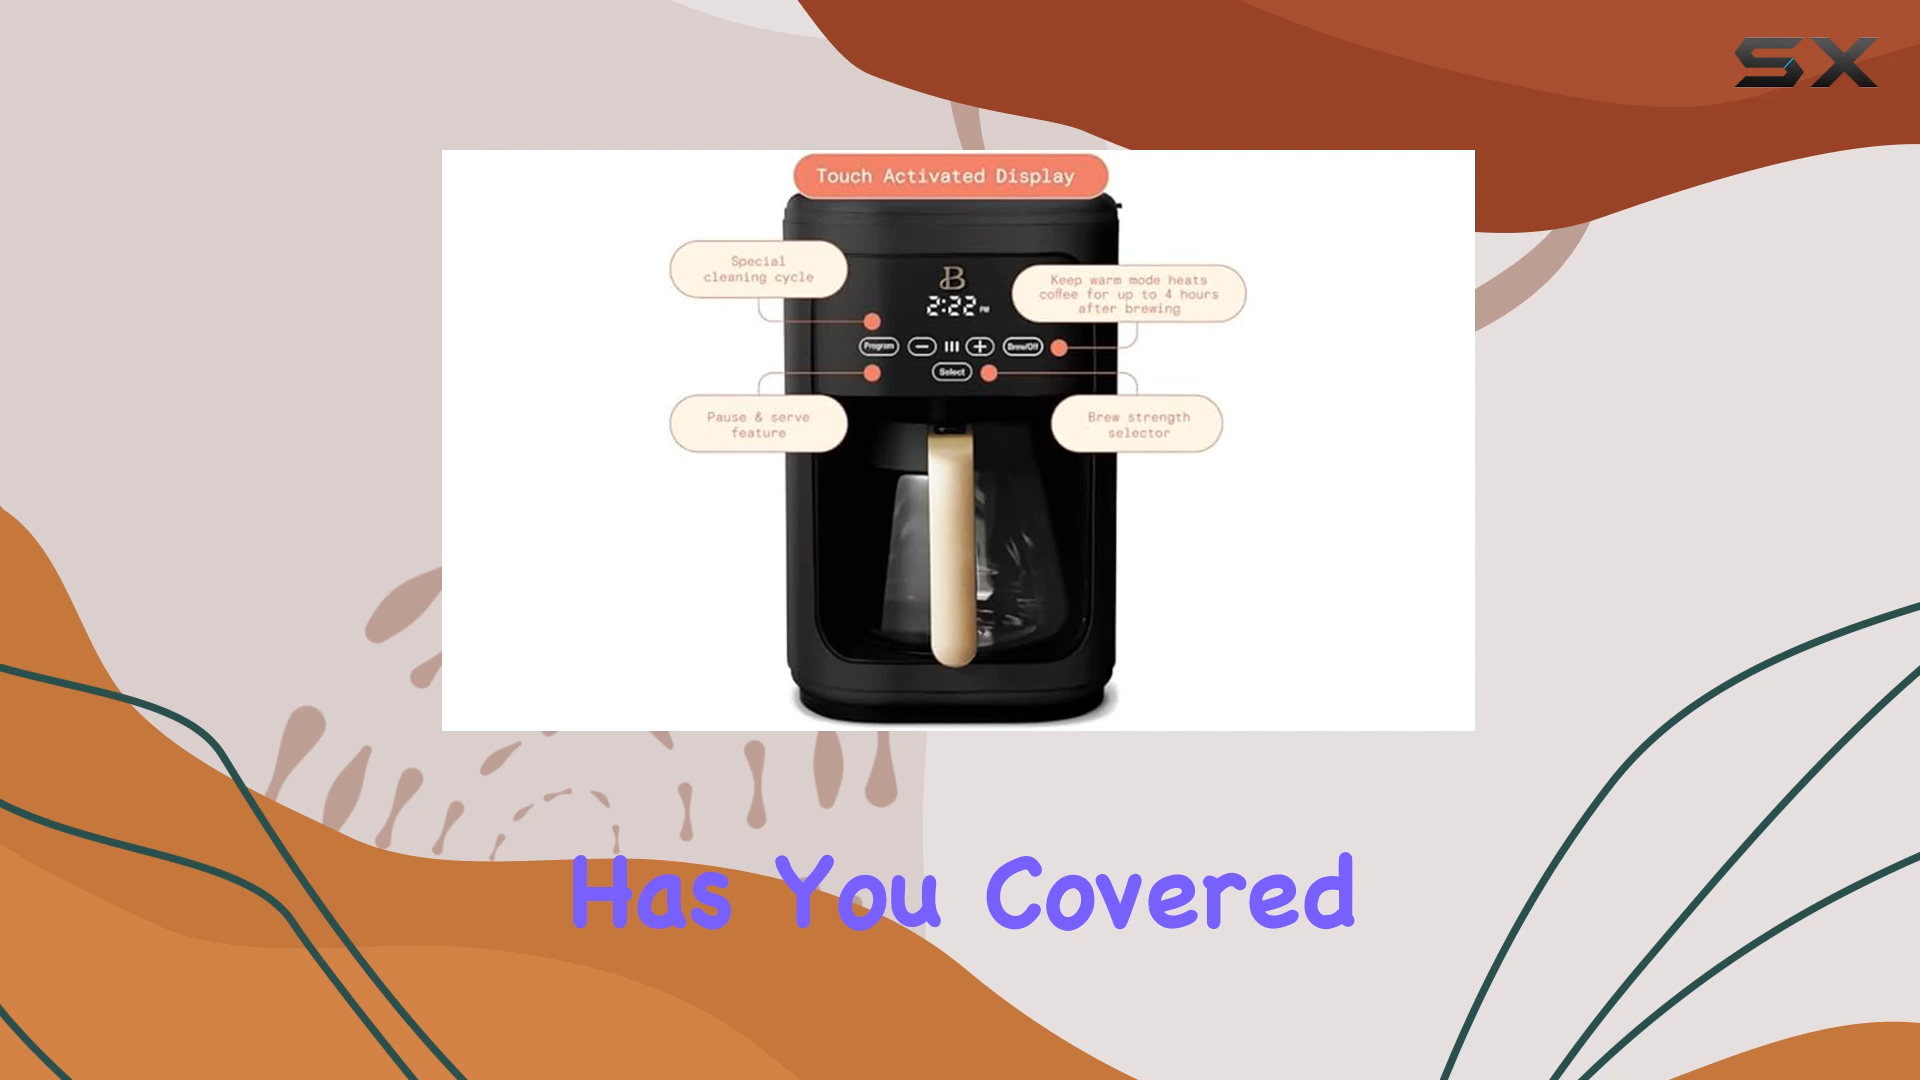 SX
Touch Activated Display
Special
cleaning cycle
Keep warm mode heats
coffee for up to 4 hours
after brewing
B
2:22 PM
Program
Brew/Off
Select
Pause & serve
feature
Brew strength
selector
Has You Covered